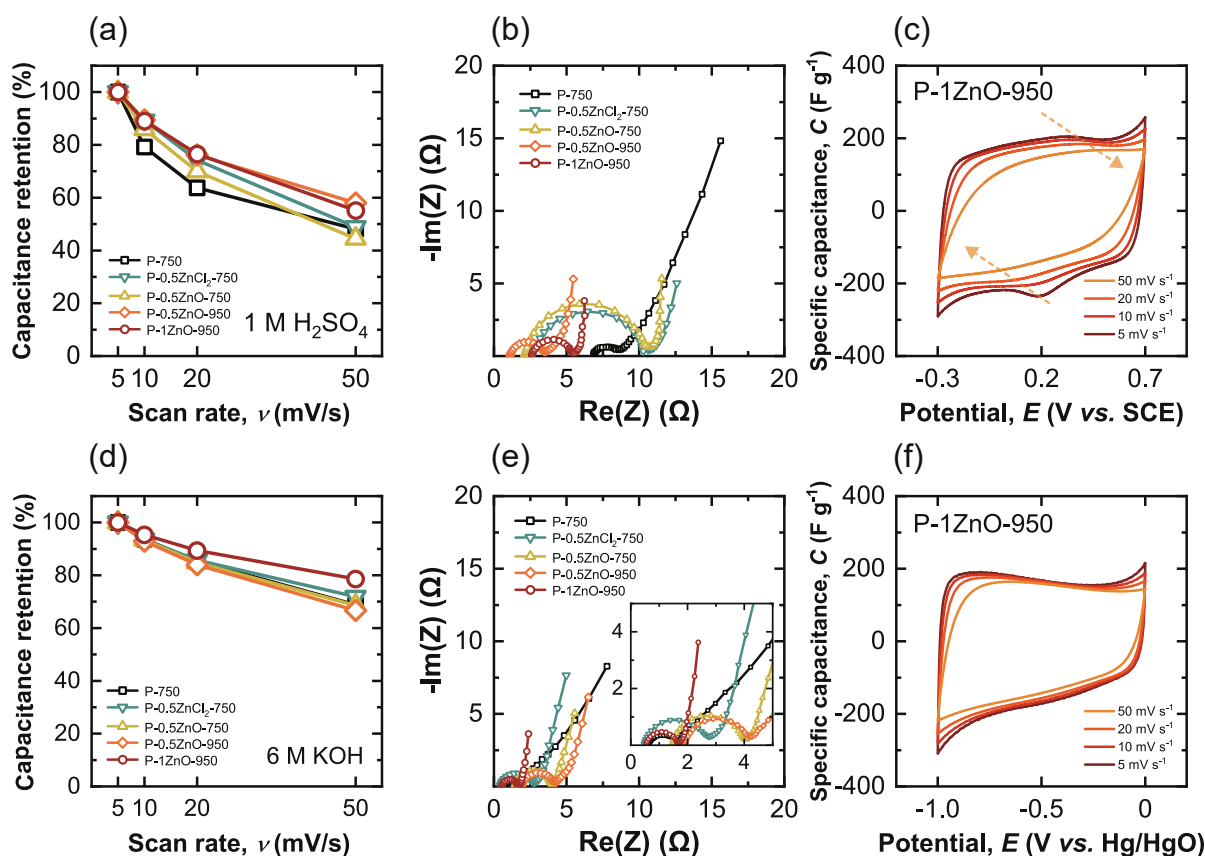 (a)
Capacitance retention (%)
100
80
60
40
20
0
P-750
P-0.5ZnCl₂-750
P-0.5ZnO-750
P-0.5ZnO-950
P-1ZnO-950
1 M H₂SO₄
5 10 20 50
Scan rate, ν (mV/s)
(b)
-Im(Z) (Ω)
20
15
10
5
0
P-750
P-0.5ZnCl₂-750
P-0.5ZnO-750
P-0.5ZnO-950
P-1ZnO-950
0 5 10 15 20
Re(Z) (Ω)
(c)
Specific capacitance, C (F g⁻¹)
400
200
0
-200
-400
P-1ZnO-950
50 mV s⁻¹
20 mV s⁻¹
10 mV s⁻¹
5 mV s⁻¹
-0.3 0.2 0.7
Potential, E (V vs. SCE)
(d)
Capacitance retention (%)
100
80
60
40
20
0
P-750
P-0.5ZnCl₂-750
P-0.5ZnO-750
P-0.5ZnO-950
P-1ZnO-950
6 M KOH
5 10 20 50
Scan rate, ν (mV/s)
(e)
-Im(Z) (Ω)
20
15
10
5
0
P-750
P-0.5ZnCl₂-750
P-0.5ZnO-750
P-0.5ZnO-950
P-1ZnO-950
4
2
0
0 2 4
0 5 10 15 20
Re(Z) (Ω)
(f)
Specific capacitance, C (F g⁻¹)
400
200
0
-200
-400
P-1ZnO-950
50 mV s⁻¹
20 mV s⁻¹
10 mV s⁻¹
5 mV s⁻¹
-1.0 -0.5 0
Potential, E (V vs. Hg/HgO)